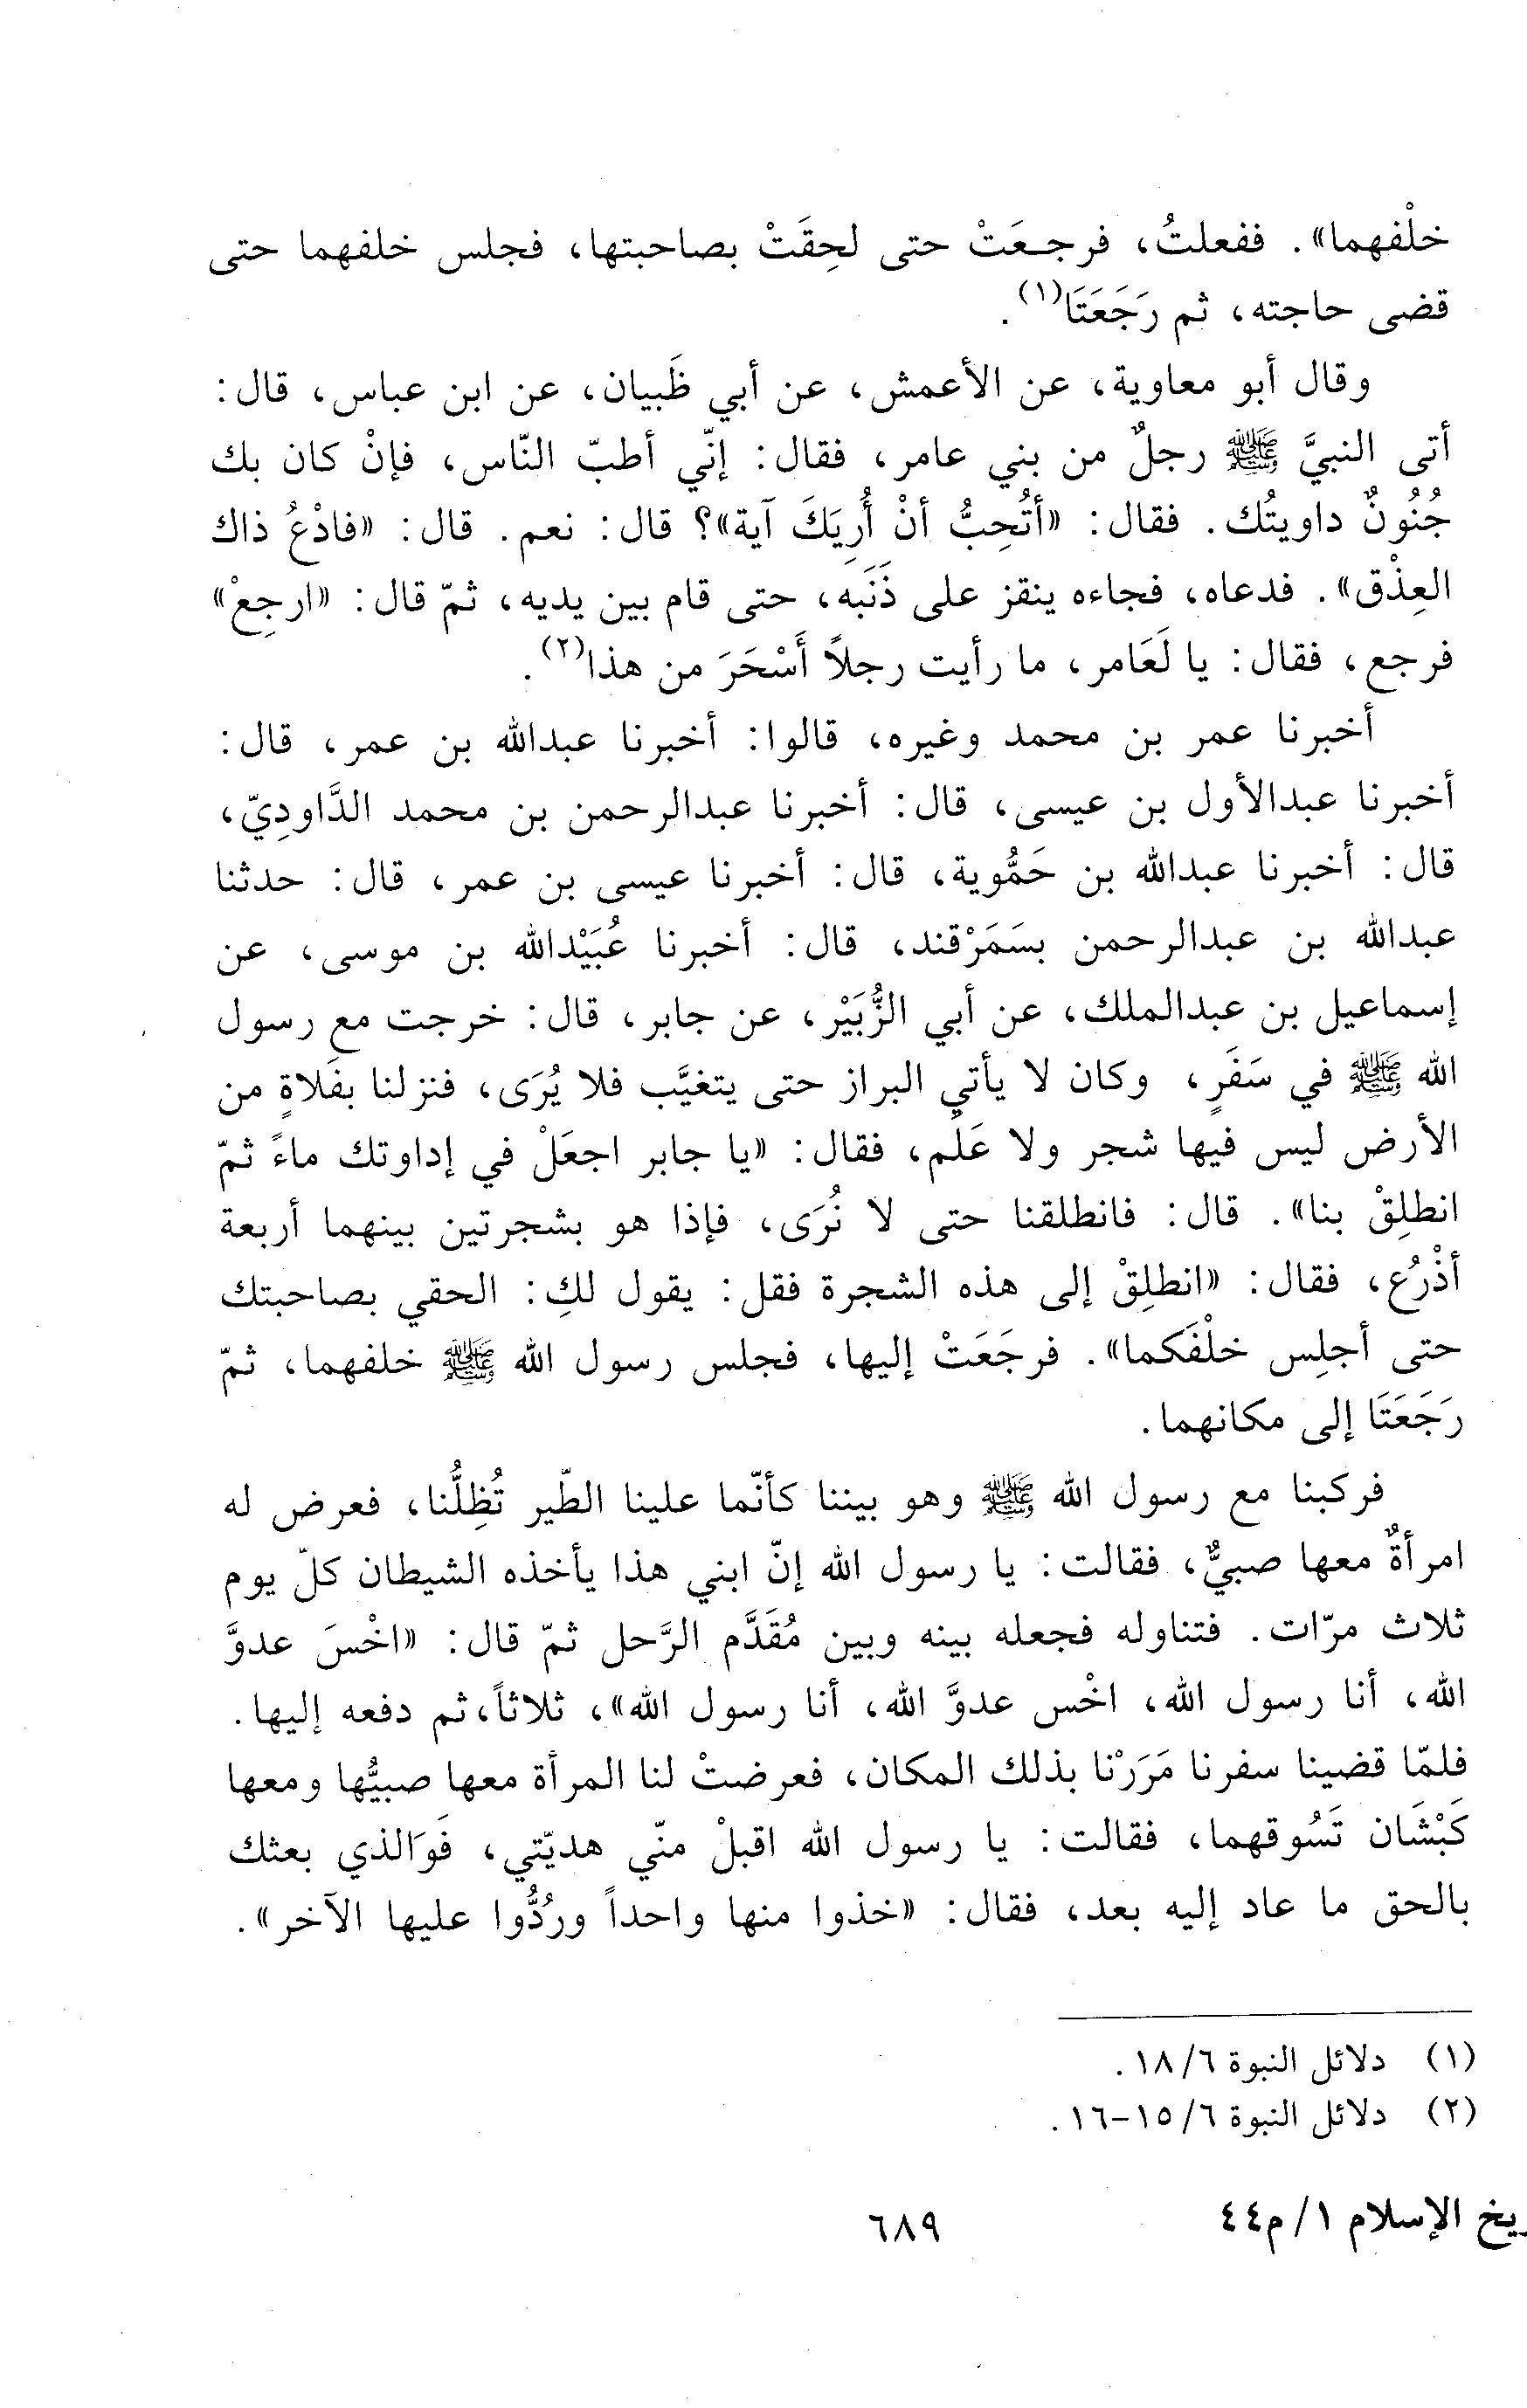 خلْفهما». ففعلتُ، فرجعَتْ حتى لحِقَتْ بصاحبتها، فجلس خلفهما حتى
قضى حاجته، ثم رَجَعَتَا(١).
وقال أبو معاوية، عن الأعمش، عن أبي ظَبيان، عن ابن عباس، قال:
أتى النبيَّ ﷺ رجلٌ من بني عامر، فقال: إنّي أطبّ النّاس، فإنْ كان بك
جُنُونٌ داويتُك. فقال: «أتُحِبُّ أنْ أُرِيَكَ آية»؟ قال: نعم. قال: «فادْعُ ذاك
العِذْق». فدعاه، فجاءه ينقز على ذَنَبه، حتى قام بين يديه، ثمّ قال: «ارجِعْ»
فرجع، فقال: يا لَعَامر، ما رأيت رجلاً أَسْحَرَ من هذا(٢).
أخبرنا عمر بن محمد وغيره، قالوا: أخبرنا عبدالله بن عمر، قال:
أخبرنا عبدالأول بن عيسى، قال: أخبرنا عبدالرحمن بن محمد الدَّاودِيّ،
قال: أخبرنا عبدالله بن حَمُّوية، قال: أخبرنا عيسى بن عمر، قال: حدثنا
عبدالله بن عبدالرحمن بسَمَرْقند، قال: أخبرنا عُبَيْدالله بن موسى، عن
إسماعيل بن عبدالملك، عن أبي الزُّبَيْر، عن جابر، قال: خرجت مع رسول
الله ﷺ في سَفَرٍ، وكان لا يأتي البراز حتى يتغيَّب فلا يُرَى، فنزلنا بفَلاةٍ من
الأرض ليس فيها شجر ولا عَلَم، فقال: «يا جابر اجعَلْ في إداوتك ماءً ثمّ
انطلِقْ بنا». قال: فانطلقنا حتى لا نُرَى، فإذا هو بشجرتين بينهما أربعة
أذْرُع، فقال: «انطلِقْ إلى هذه الشجرة فقل: يقول لكِ: الحقي بصاحبتك
حتى أجلِس خلْفَكما». فرجَعَتْ إليها، فجلس رسول الله ﷺ خلفهما، ثمّ
رَجَعَتَا إلى مكانهما.
فركبنا مع رسول الله ﷺ وهو بيننا كأنّما علينا الطّير تُظِلُّنا، فعرض له
امرأةٌ معها صبيٌّ، فقالت: يا رسول الله إنّ ابني هذا يأخذه الشيطان كلّ يوم
ثلاث مرّات. فتناوله فجعله بينه وبين مُقَدَّم الرَّحل ثمّ قال: «اخْسَ عدوَّ
الله، أنا رسول الله، اخْس عدوَّ الله، أنا رسول الله»، ثلاثاً،ثم دفعه إليها.
فلمّا قضينا سفرنا مَرَرْنا بذلك المكان، فعرضتْ لنا المرأة معها صبيُّها ومعها
كَبْشَان تَسُوقهما، فقالت: يا رسول الله اقبلْ منّي هديّتي، فَوَالذي بعثك
بالحق ما عاد إليه بعد، فقال: «خذوا منها واحداً ورُدُّوا عليها الآخر».
(١) دلائل النبوة ١٨/٦.
(٢) دلائل النبوة ١٥/٦-١٦.
ريخ الإسلام ١/ م٤٤
٦٨٩